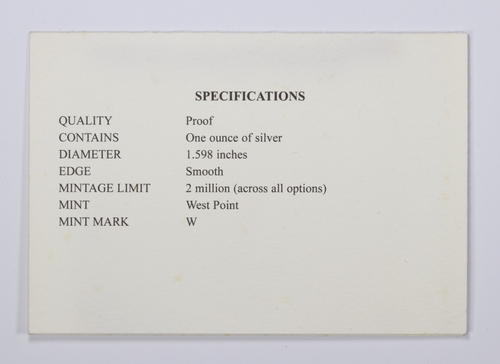 SPECIFICATIONS
QUALITY Proof
CONTAINS One ounce of silver
DIAMETER 1.598 inches
EDGE Smooth
MINTAGE LIMIT 2 million (across all options)
MINT West Point
MINT MARK W